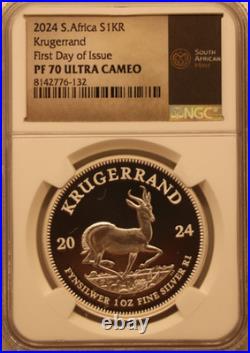 2024 S.Africa S1KR
Krugerrand
First Day of Issue
PF 70 ULTRA CAMEO
8142776-132
SOUTH
AFRICAN
MINT
NGC
KRUGERRAND
20 24
FYNSILWER 1 OZ FINE SILVER R1